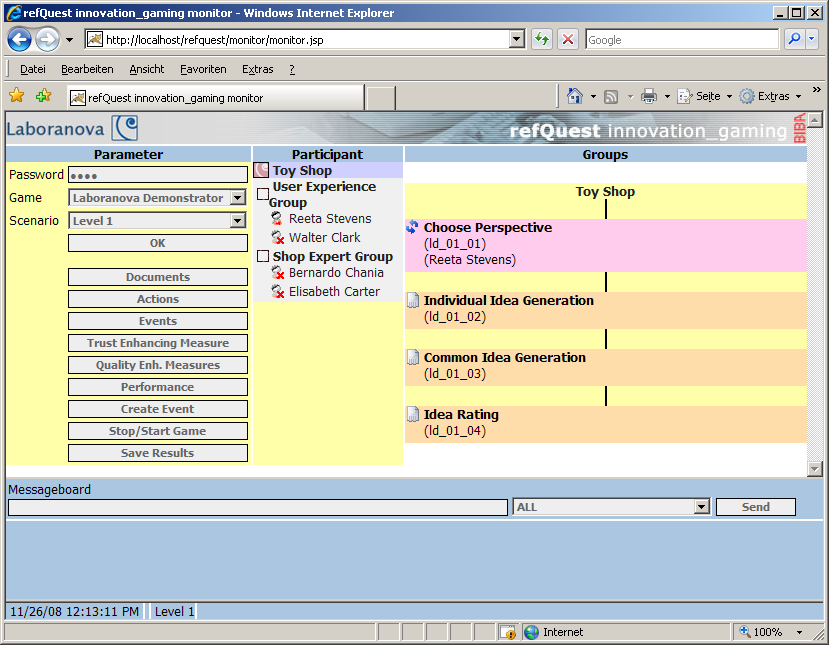 refQuest innovation_gaming monitor - Windows Internet Explorer
http://localhost/refquest/monitor/monitor.jsp
Google
Datei Bearbeiten Ansicht Favoriten Extras ?
refQuest innovation_gaming monitor
Seite Extras »
Laboranova
refQuest innovation_gaming BIBA
Parameter
Password ●●●●
Game Laboranova Demonstrator
Scenario Level 1
OK
Documents
Actions
Events
Trust Enhancing Measure
Quality Enh. Measures
Performance
Create Event
Stop/Start Game
Save Results
Participant
Toy Shop
User Experience
Group
Reeta Stevens
Walter Clark
Shop Expert Group
Bernardo Chania
Elisabeth Carter
Groups
Toy Shop
Choose Perspective
(ld_01_01)
(Reeta Stevens)
Individual Idea Generation
(ld_01_02)
Common Idea Generation
(ld_01_03)
Idea Rating
(ld_01_04)
Messageboard
ALL Send
11/26/08 12:13:11 PM Level 1
Internet 100%